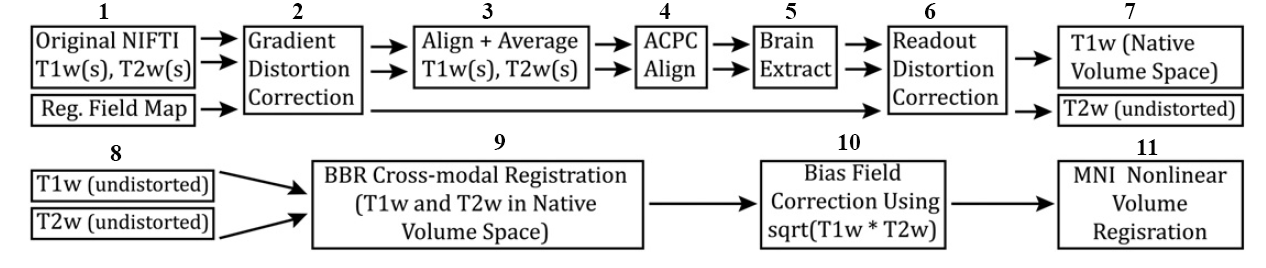 1
Original NIFTI
T1w(s), T2w(s)
Reg. Field Map
2
Gradient
Distortion
Correction
3
Align + Average
T1w(s), T2w(s)
4
ACPC
Align
5
Brain
Extract
6
Readout
Distortion
Correction
7
T1w (Native
Volume Space)
T2w (undistorted)
8
T1w (undistorted)
T2w (undistorted)
9
BBR Cross-modal Registration
(T1w and T2w in Native
Volume Space)
10
Bias Field
Correction Using
sqrt(T1w * T2w)
11
MNI Nonlinear
Volume
Regisration